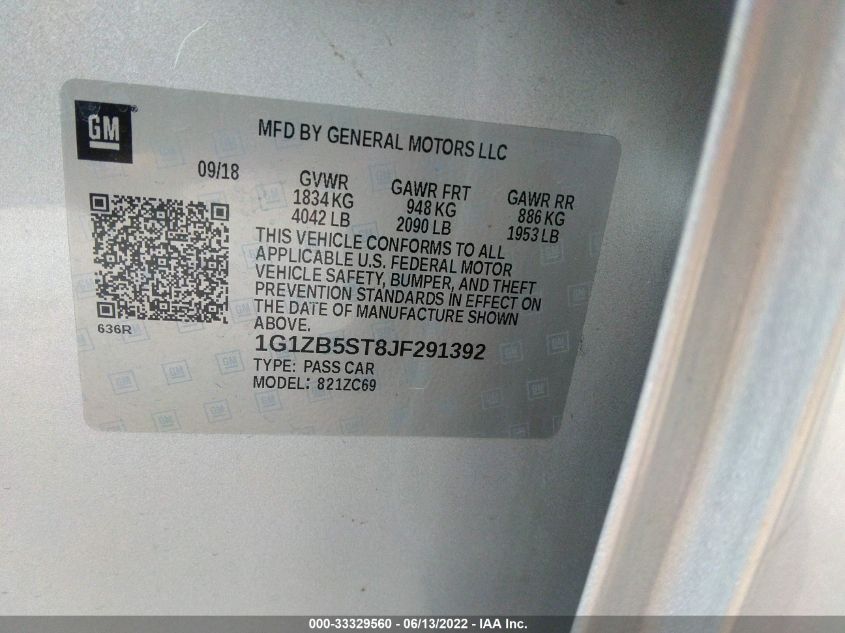 GM
MFD BY GENERAL MOTORS LLC
09/18
GVWR GAWR FRT GAWR RR
1834 KG 948 KG 886 KG
4042 LB 2090 LB 1953 LB
THIS VEHICLE CONFORMS TO ALL
APPLICABLE U.S. FEDERAL MOTOR
VEHICLE SAFETY, BUMPER, AND THEFT
PREVENTION STANDARDS IN EFFECT ON
THE DATE OF MANUFACTURE SHOWN
ABOVE.
636R
1G1ZB5ST8JF291392
TYPE: PASS CAR
MODEL: 821ZC69
000-33329560 - 06/13/2022 - IAA Inc.